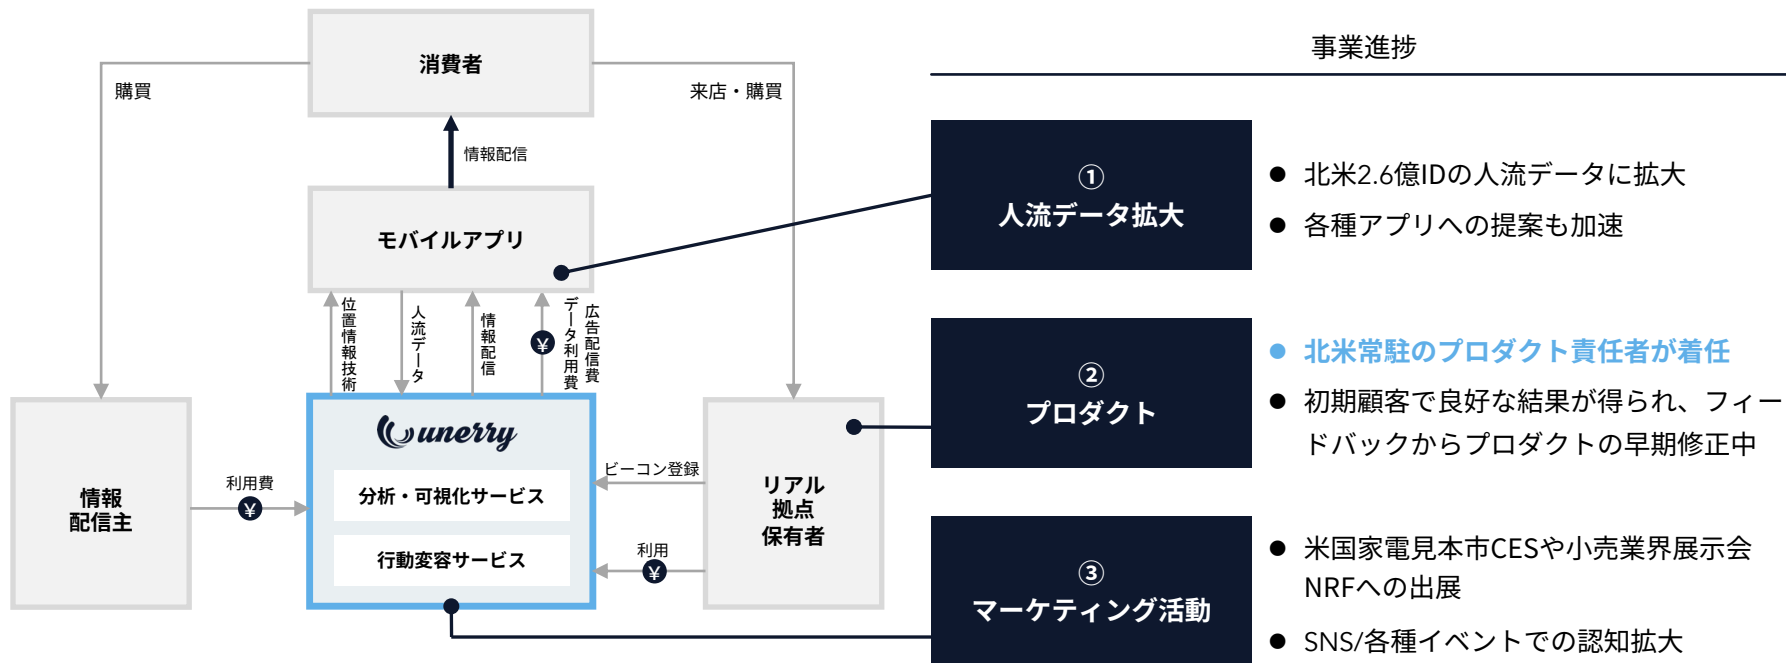 事業進捗
消費者
購買
来店・購買
情報配信
モバイルアプリ
位置情報技術
人流データ
情報配信
¥
広告配信費
データ利用費
unerry
分析・可視化サービス
行動変容サービス
情報
配信主
利用費
¥
ビーコン登録
利用
¥
リアル
拠点
保有者
①
人流データ拡大
● 北米2.6億IDの人流データに拡大
● 各種アプリへの提案も加速
②
プロダクト
● 北米常駐のプロダクト責任者が着任
● 初期顧客で良好な結果が得られ、フィー
ドバックからプロダクトの早期修正中
③
マーケティング活動
● 米国家電見本市CESや小売業界展示会
NRFへの出展
● SNS/各種イベントでの認知拡大